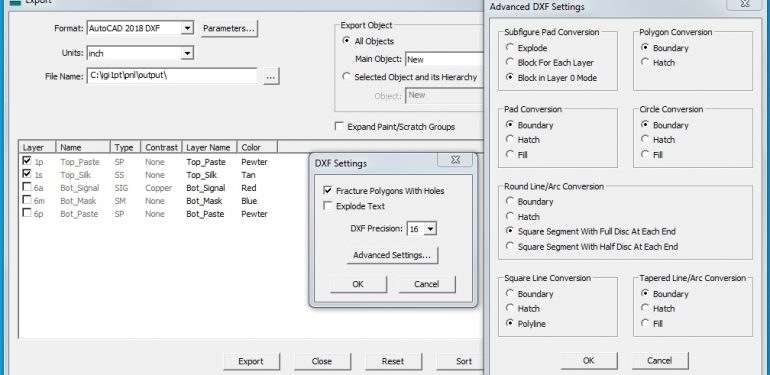 Export
Format: AutoCAD 2018 DXF Parameters...
Units: inch
File Name: C:\gi1pt\pnl\output\ ...
Export Object
All Objects
Main Object: New
Selected Object and its Hierarchy
Object: New
Expand Paint/Scratch Groups
Layer Name Type Contrast Layer Name Color
1p Top_Paste SP None Top_Paste Pewter
1s Top_Silk SS None Top_Silk Tan
6a Bot_Signal SIG Copper Bot_Signal Red
6m Bot_Mask SM None Bot_Mask Blue
6p Bot_Paste SP None Bot_Paste Pewter
Export Close Reset Sort
DXF Settings
Fracture Polygons With Holes
Explode Text
DXF Precision: 16
Advanced Settings...
OK Cancel
Advanced DXF Settings
Subfigure Pad Conversion
Explode
Block For Each Layer
Block in Layer 0 Mode
Polygon Conversion
Boundary
Hatch
Pad Conversion
Boundary
Hatch
Fill
Circle Conversion
Boundary
Hatch
Fill
Round Line/Arc Conversion
Boundary
Hatch
Square Segment With Full Disc At Each End
Square Segment With Half Disc At Each End
Square Line Conversion
Boundary
Hatch
Polyline
Tapered Line/Arc Conversion
Boundary
Hatch
Fill
OK Cancel